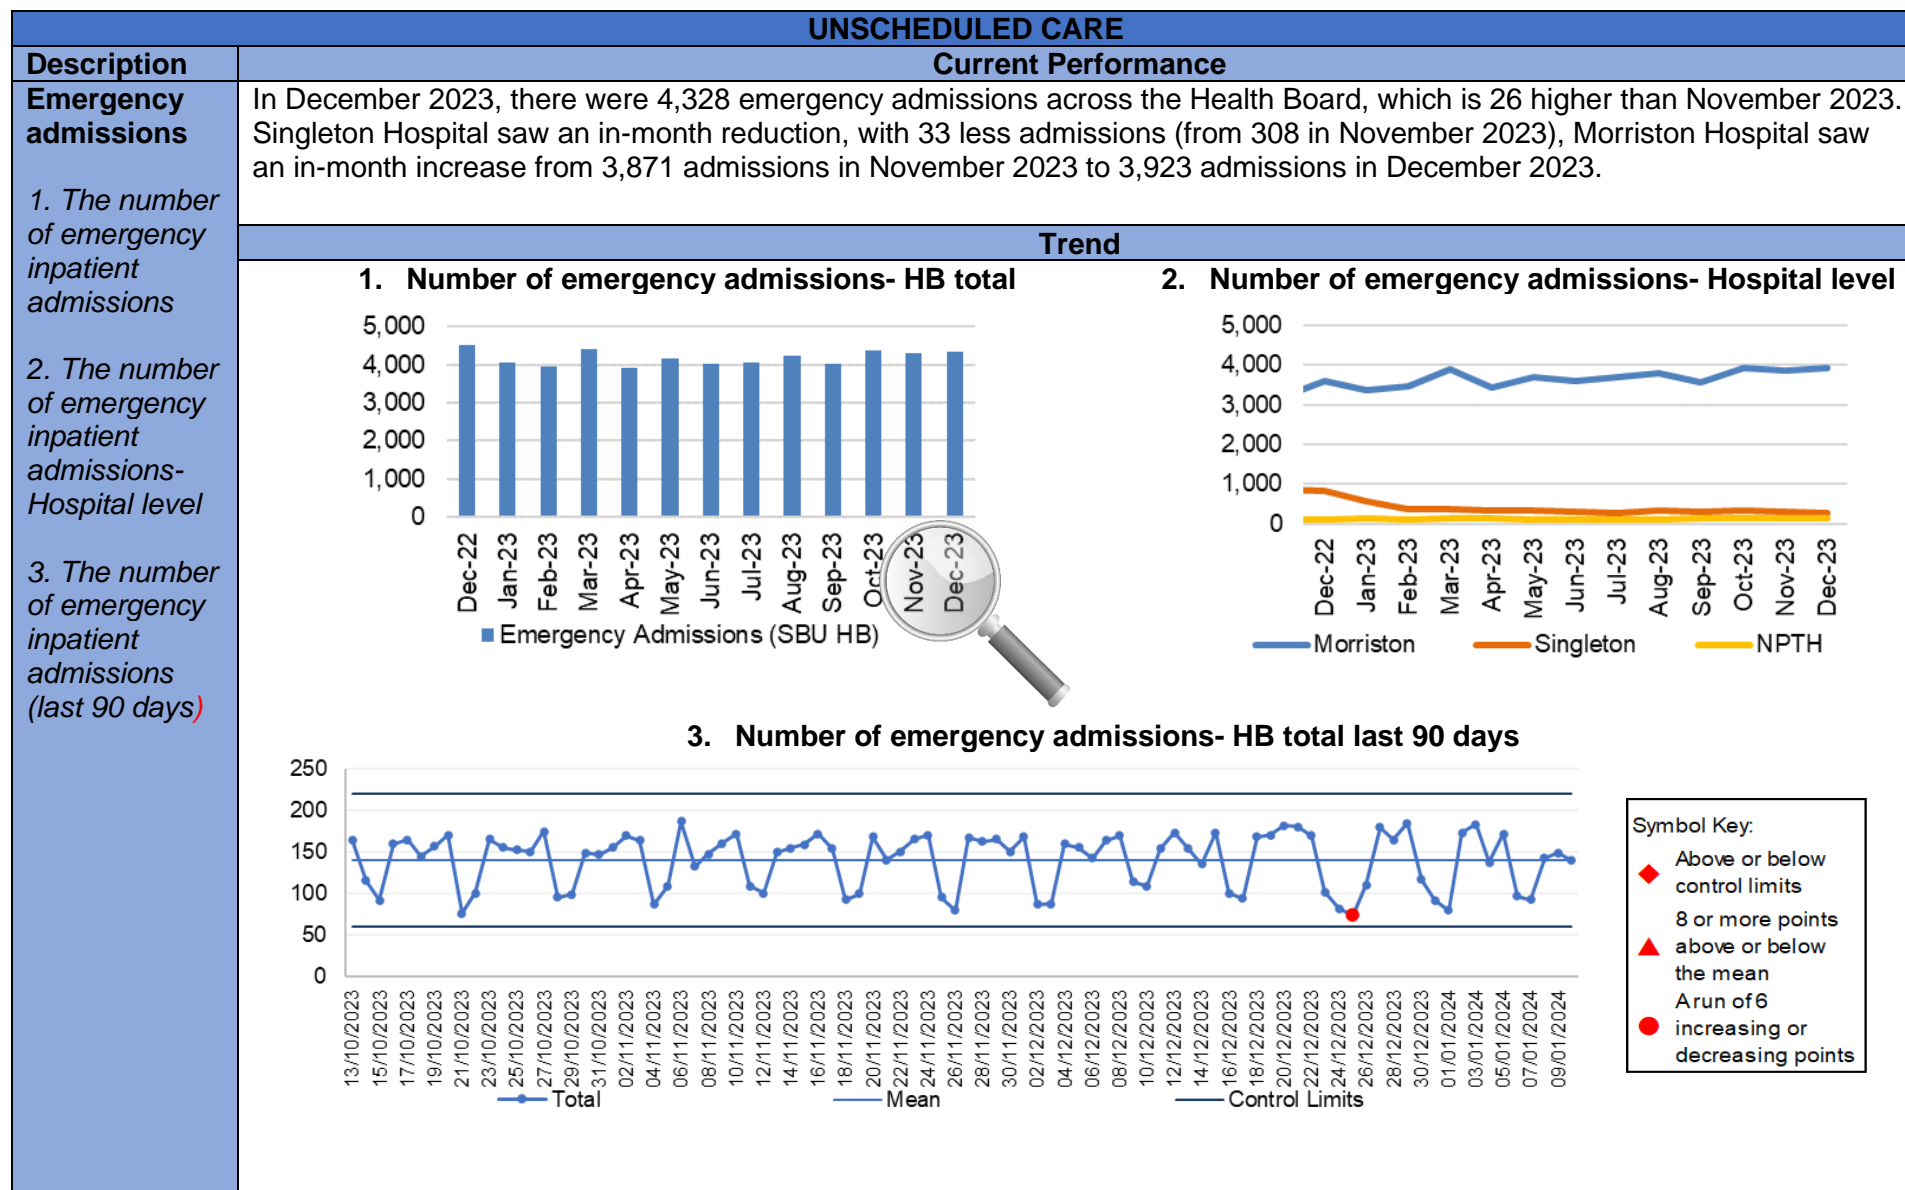 UNSCHEDULED CARE
Description
Current Performance
Emergency
admissions
1. The number
of emergency
inpatient
admissions
2. The number
of emergency
inpatient
admissions-
Hospital level
3. The number
of emergency
inpatient
admissions
(last 90 days)
In December 2023, there were 4,328 emergency admissions across the Health Board, which is 26 higher than November 2023.
Singleton Hospital saw an in-month reduction, with 33 less admissions (from 308 in November 2023), Morriston Hospital saw
an in-month increase from 3,871 admissions in November 2023 to 3,923 admissions in December 2023.
Trend
1. Number of emergency admissions- HB total
5,000
4,000
3,000
2,000
1,000
0
Dec-22
Jan-23
Feb-23
Mar-23
Apr-23
May-23
Jun-23
Jul-23
Aug-23
Sep-23
Oct-23
Nov-23
Dec-23
Emergency Admissions (SBU HB)
2. Number of emergency admissions- Hospital level
5,000
4,000
3,000
2,000
1,000
0
Dec-22
Jan-23
Feb-23
Mar-23
Apr-23
May-23
Jun-23
Jul-23
Aug-23
Sep-23
Oct-23
Nov-23
Dec-23
Morriston
Singleton
NPTH
3. Number of emergency admissions- HB total last 90 days
250
200
150
100
50
0
13/10/2023
15/10/2023
17/10/2023
19/10/2023
21/10/2023
23/10/2023
25/10/2023
27/10/2023
29/10/2023
31/10/2023
02/11/2023
04/11/2023
06/11/2023
08/11/2023
10/11/2023
12/11/2023
14/11/2023
16/11/2023
18/11/2023
20/11/2023
22/11/2023
24/11/2023
26/11/2023
28/11/2023
30/11/2023
02/12/2023
04/12/2023
06/12/2023
08/12/2023
10/12/2023
12/12/2023
14/12/2023
16/12/2023
18/12/2023
20/12/2023
22/12/2023
24/12/2023
26/12/2023
28/12/2023
30/12/2023
01/01/2024
03/01/2024
05/01/2024
07/01/2024
09/01/2024
Total
Mean
Control Limits
Symbol Key:
Above or below
control limits
8 or more points
above or below
the mean
A run of 6
increasing or
decreasing points